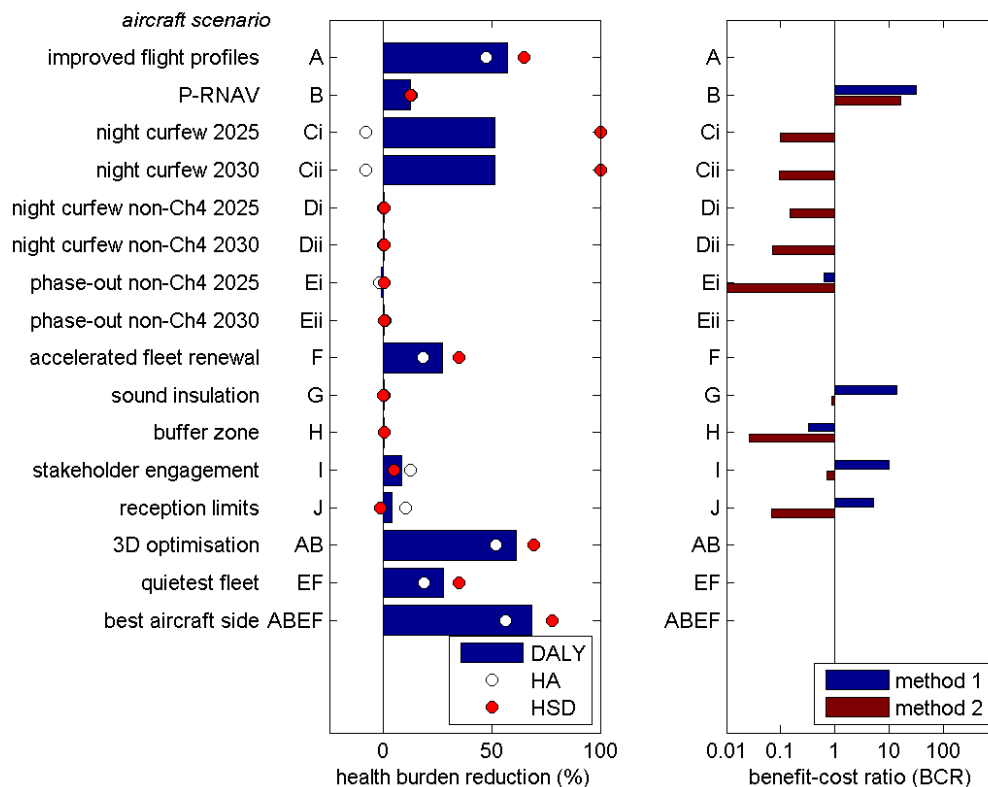 aircraft scenario
improved flight profiles A A
P-RNAV B B
night curfew 2025 Ci Ci
night curfew 2030 Cii Cii
night curfew non-Ch4 2025 Di Di
night curfew non-Ch4 2030 Dii Dii
phase-out non-Ch4 2025 Ei Ei
phase-out non-Ch4 2030 Eii Eii
accelerated fleet renewal F F
sound insulation G G
buffer zone H H
stakeholder engagement I I
reception limits J J
3D optimisation AB AB
quietest fleet EF EF
best aircraft side ABEF ABEF
DALY
HA
HSD
method 1
method 2
0 50 100
0.01 0.1 1 10 100
health burden reduction (%)
benefit-cost ratio (BCR)